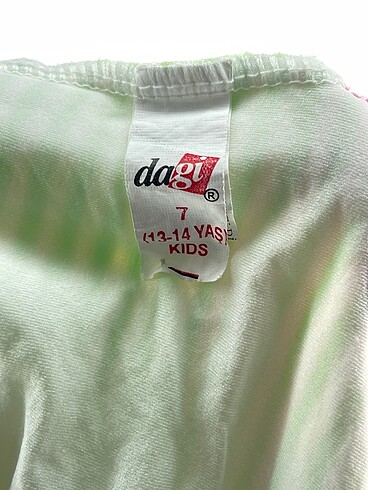 dagi
®
7
(13-14 YAŞ)
KIDS